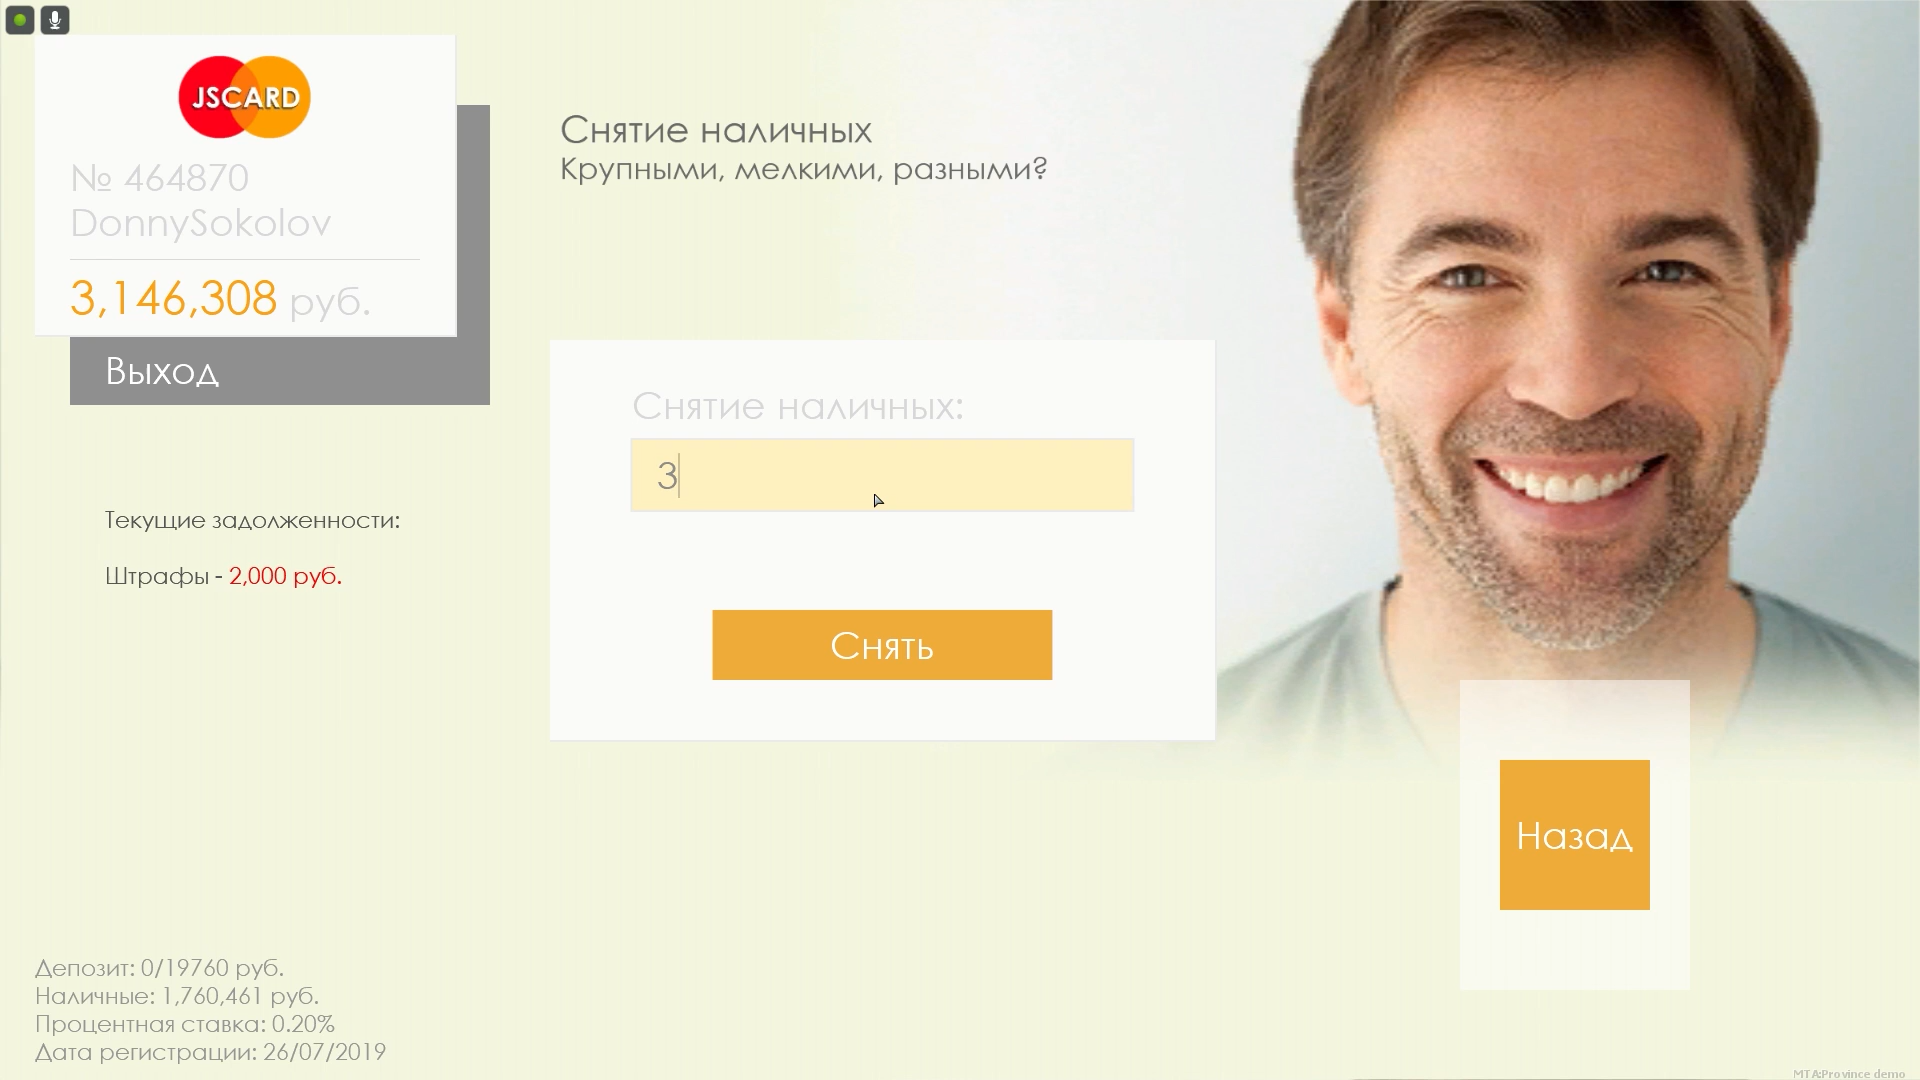 JSCARD
№ 464870
DonnySokolov
3,146,308 руб.
Выход
Текущие задолженности:
Штрафы - 2,000 руб.
Снятие наличных
Крупными, мелкими, разными?
Снятие наличных:
3
Снять
Назад
Депозит: 0/19760 руб.
Наличные: 1,760,461 руб.
Процентная ставка: 0.20%
Дата регистрации: 26/07/2019
MTA:Province demo